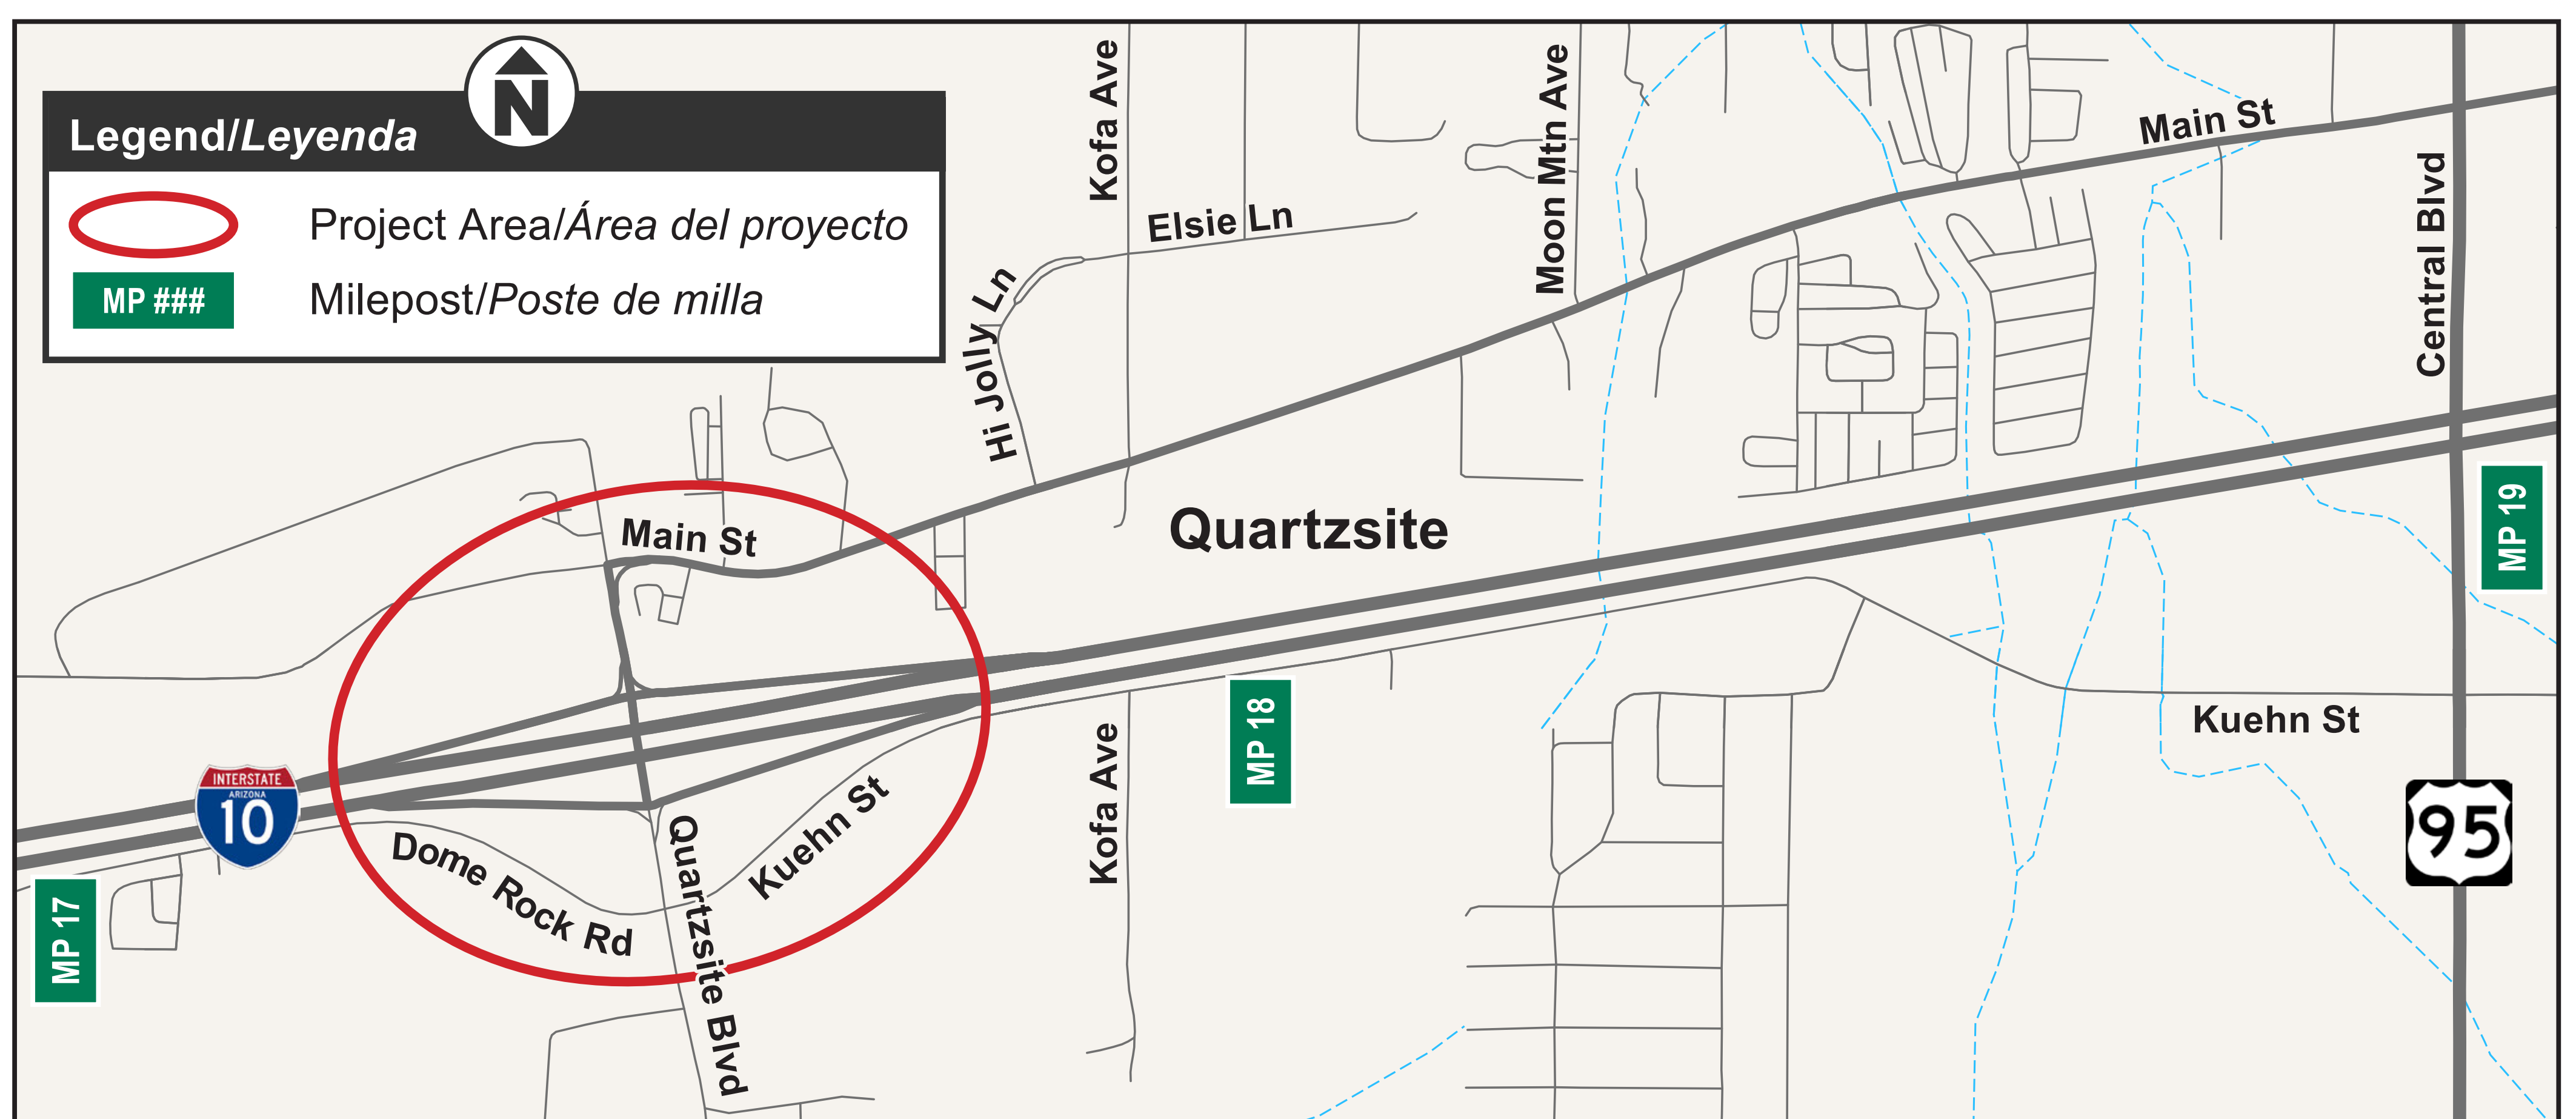 N
Legend/Leyenda
Project Area/Área del proyecto
MP ###
Milepost/Poste de milla
Kofa Ave
Elsie Ln
Hi Jolly Ln
Moon Mtn Ave
Main St
Central Blvd
Main St
Quartzsite
MP 19
MP 18
Kuehn St
INTERSTATE
ARIZONA
10
Dome Rock Rd
Quartzsite Blvd
Kuehn St
Kofa Ave
95
MP 17